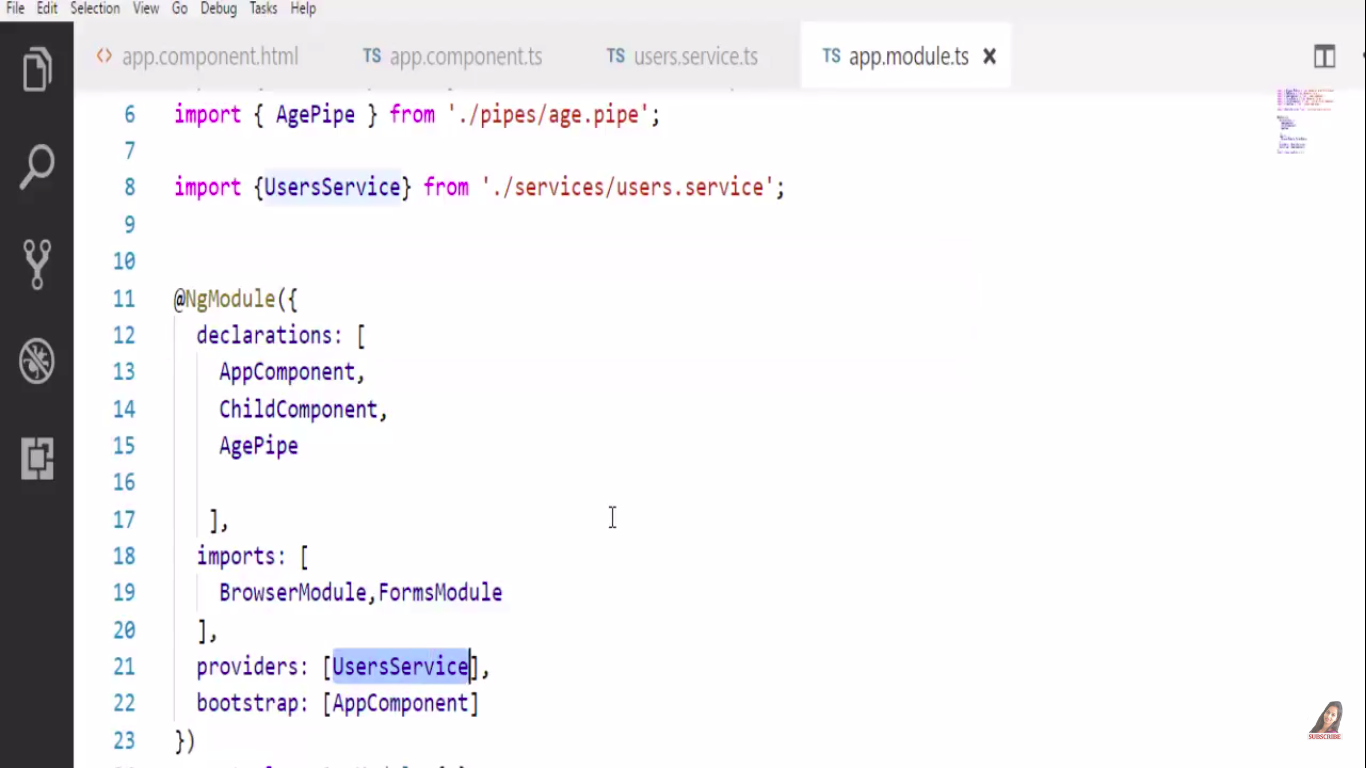 File Edit Selection View Go Debug Tasks Help
<> app.component.html TS app.component.ts TS users.service.ts TS app.module.ts ×
6 import { AgePipe } from './pipes/age.pipe';
7
8 import {UsersService} from './services/users.service';
9
10
11 @NgModule({
12 declarations: [
13 AppComponent,
14 ChildComponent,
15 AgePipe
16
17 ],
18 imports: [
19 BrowserModule,FormsModule
20 ],
21 providers: [UsersService],
22 bootstrap: [AppComponent]
23 })
SUBSCRIBE